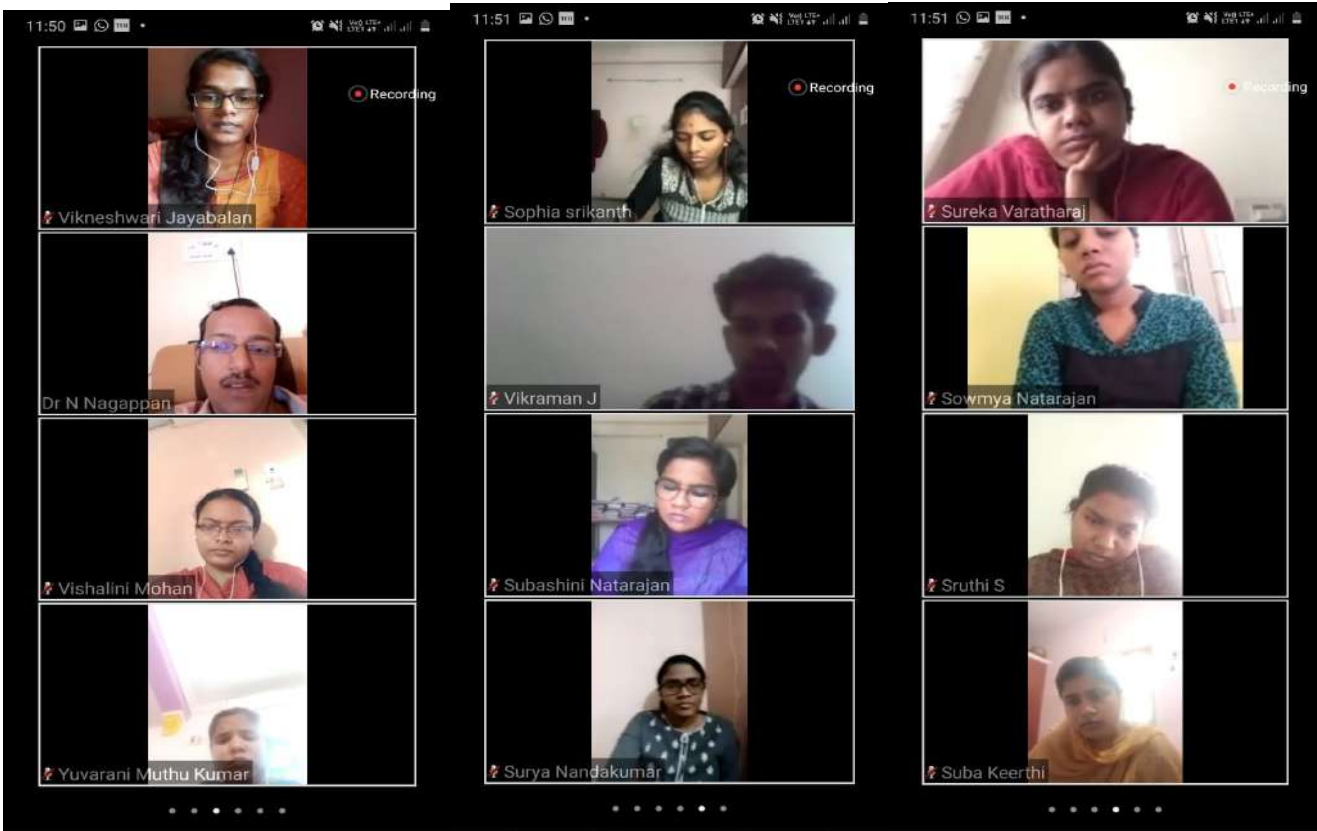 11:50
Recording
Vikneshwari Jayabalan
Dr N Nagappan
Vishalini Mohan
Yuvarani Muthu Kumar
11:51
Recording
Sophia srikanth
Vikraman J
Subashini Natarajan
Surya Nandakumar
11:51
Recording
Sureka Varatharaj
Sowmya Natarajan
Sruthi S
Suba Keerthi